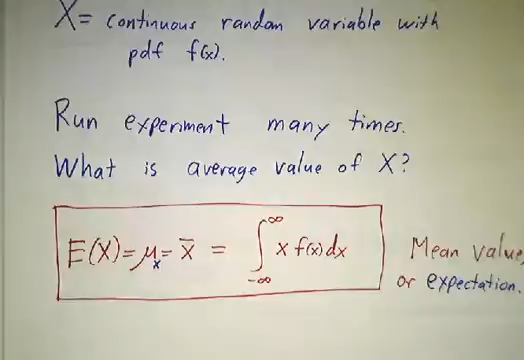 X = continuous random variable with
pdf f(x).
Run experiment many times.
What is average value of X?
E(X) = μₓ = x̄ = ∫_{-∞}^{∞} x f(x) dx
Mean value,
or expectation.